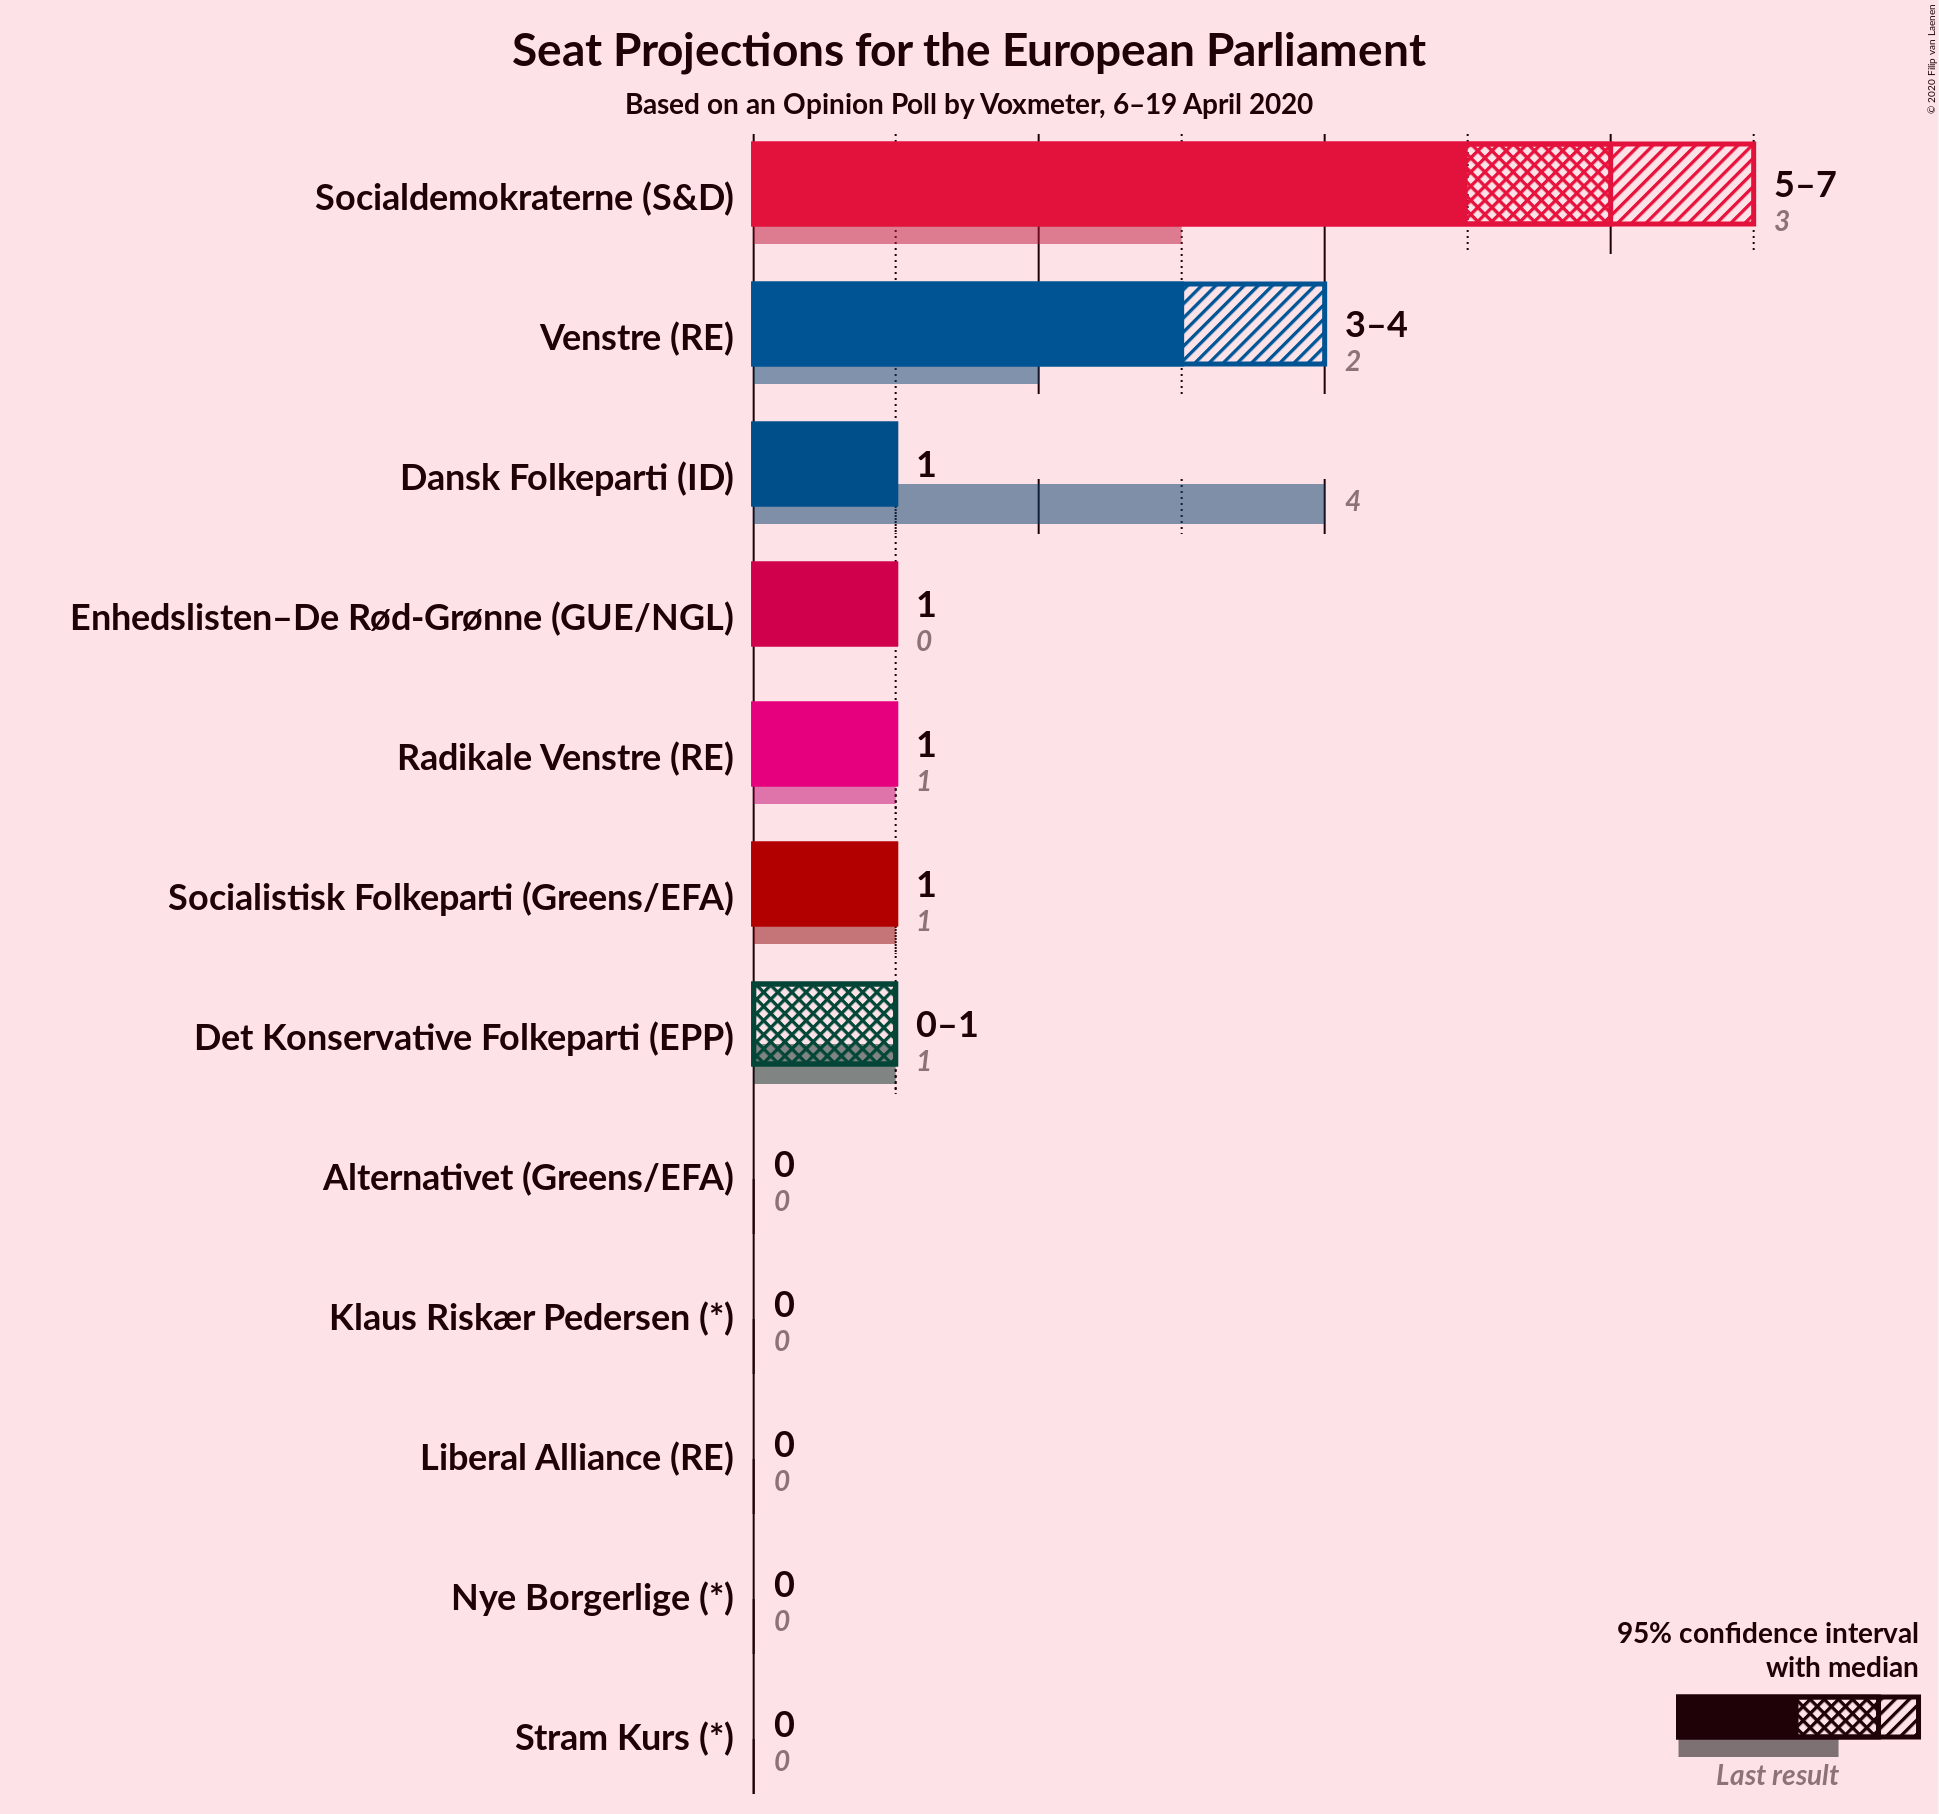 Seat Projections for the European Parliament
Based on an Opinion Poll by Voxmeter, 6–19 April 2020
© 2020 Filip van Laenen
Socialdemokraterne (S&D)
5–7
3
Venstre (RE)
3–4
2
Dansk Folkeparti (ID)
1
4
Enhedslisten–De Rød-Grønne (GUE/NGL)
1
0
Radikale Venstre (RE)
1
1
Socialistisk Folkeparti (Greens/EFA)
1
1
Det Konservative Folkeparti (EPP)
0–1
1
Alternativet (Greens/EFA)
0
0
Klaus Riskær Pedersen (*)
0
0
Liberal Alliance (RE)
0
0
Nye Borgerlige (*)
0
0
Stram Kurs (*)
0
0
95% confidence interval
with median
Last result